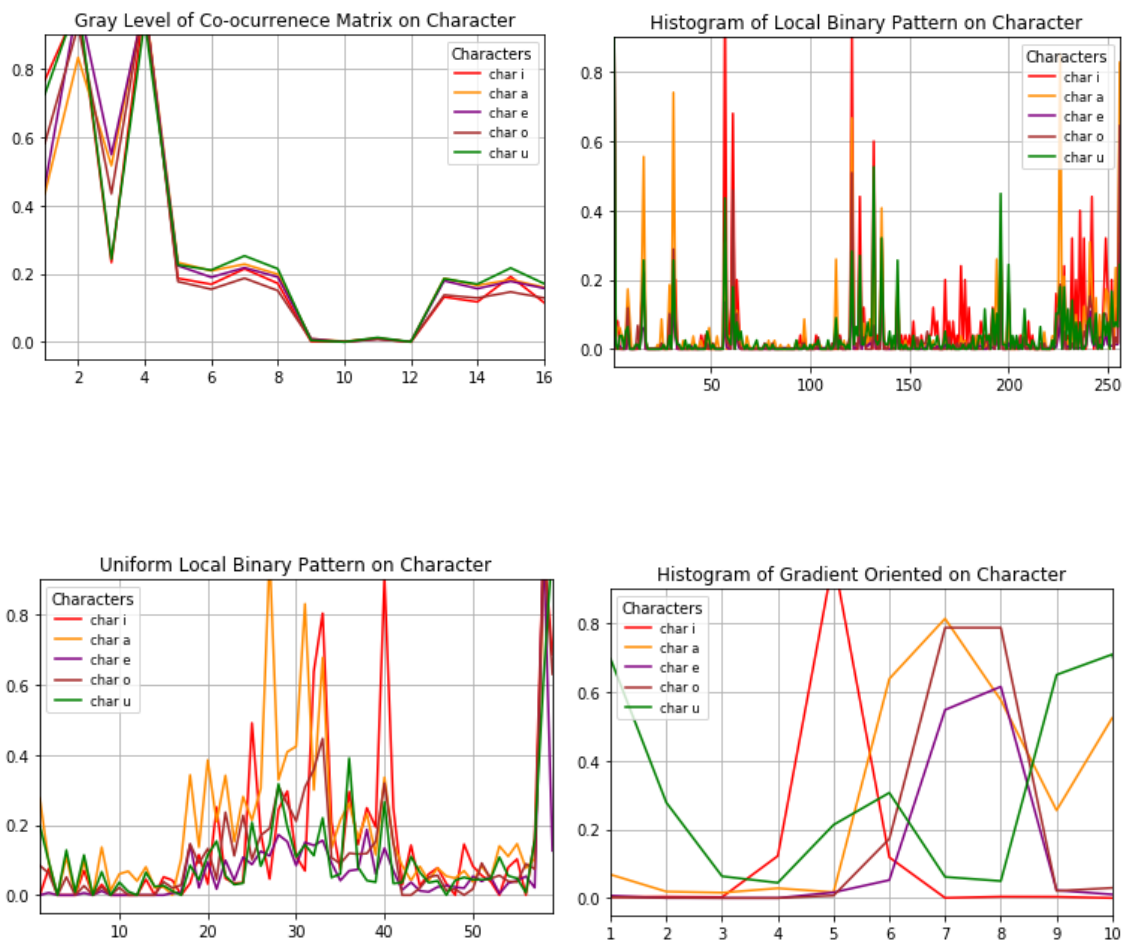 Gray Level of Co-ocurrenece Matrix on Character
0.8
0.6
0.4
0.2
0.0
2 4 6 8 10 12 14 16
Characters
char i
char a
char e
char o
char u
Histogram of Local Binary Pattern on Character
0.8
0.6
0.4
0.2
0.0
50 100 150 200 250
Characters
char i
char a
char e
char o
char u
Uniform Local Binary Pattern on Character
0.8
0.6
0.4
0.2
0.0
10 20 30 40 50
Characters
char i
char a
char e
char o
char u
Histogram of Gradient Oriented on Character
0.8
0.6
0.4
0.2
0.0
1 2 3 4 5 6 7 8 9 10
Characters
char i
char a
char e
char o
char u